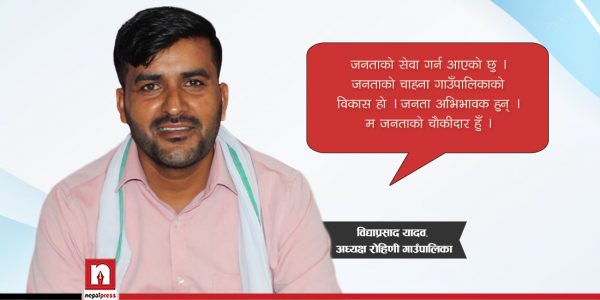 जनताको सेवा गर्न आएको छु ।
जनताको चाहना गाउँपालिकाको
विकास हो । जनता अभिभावक हुन् ।
म जनताको चौकीदार हुँ ।
विद्याप्रसाद यादव,
अध्यक्ष रोहिणी गाउँपालिका
n
nepalpress